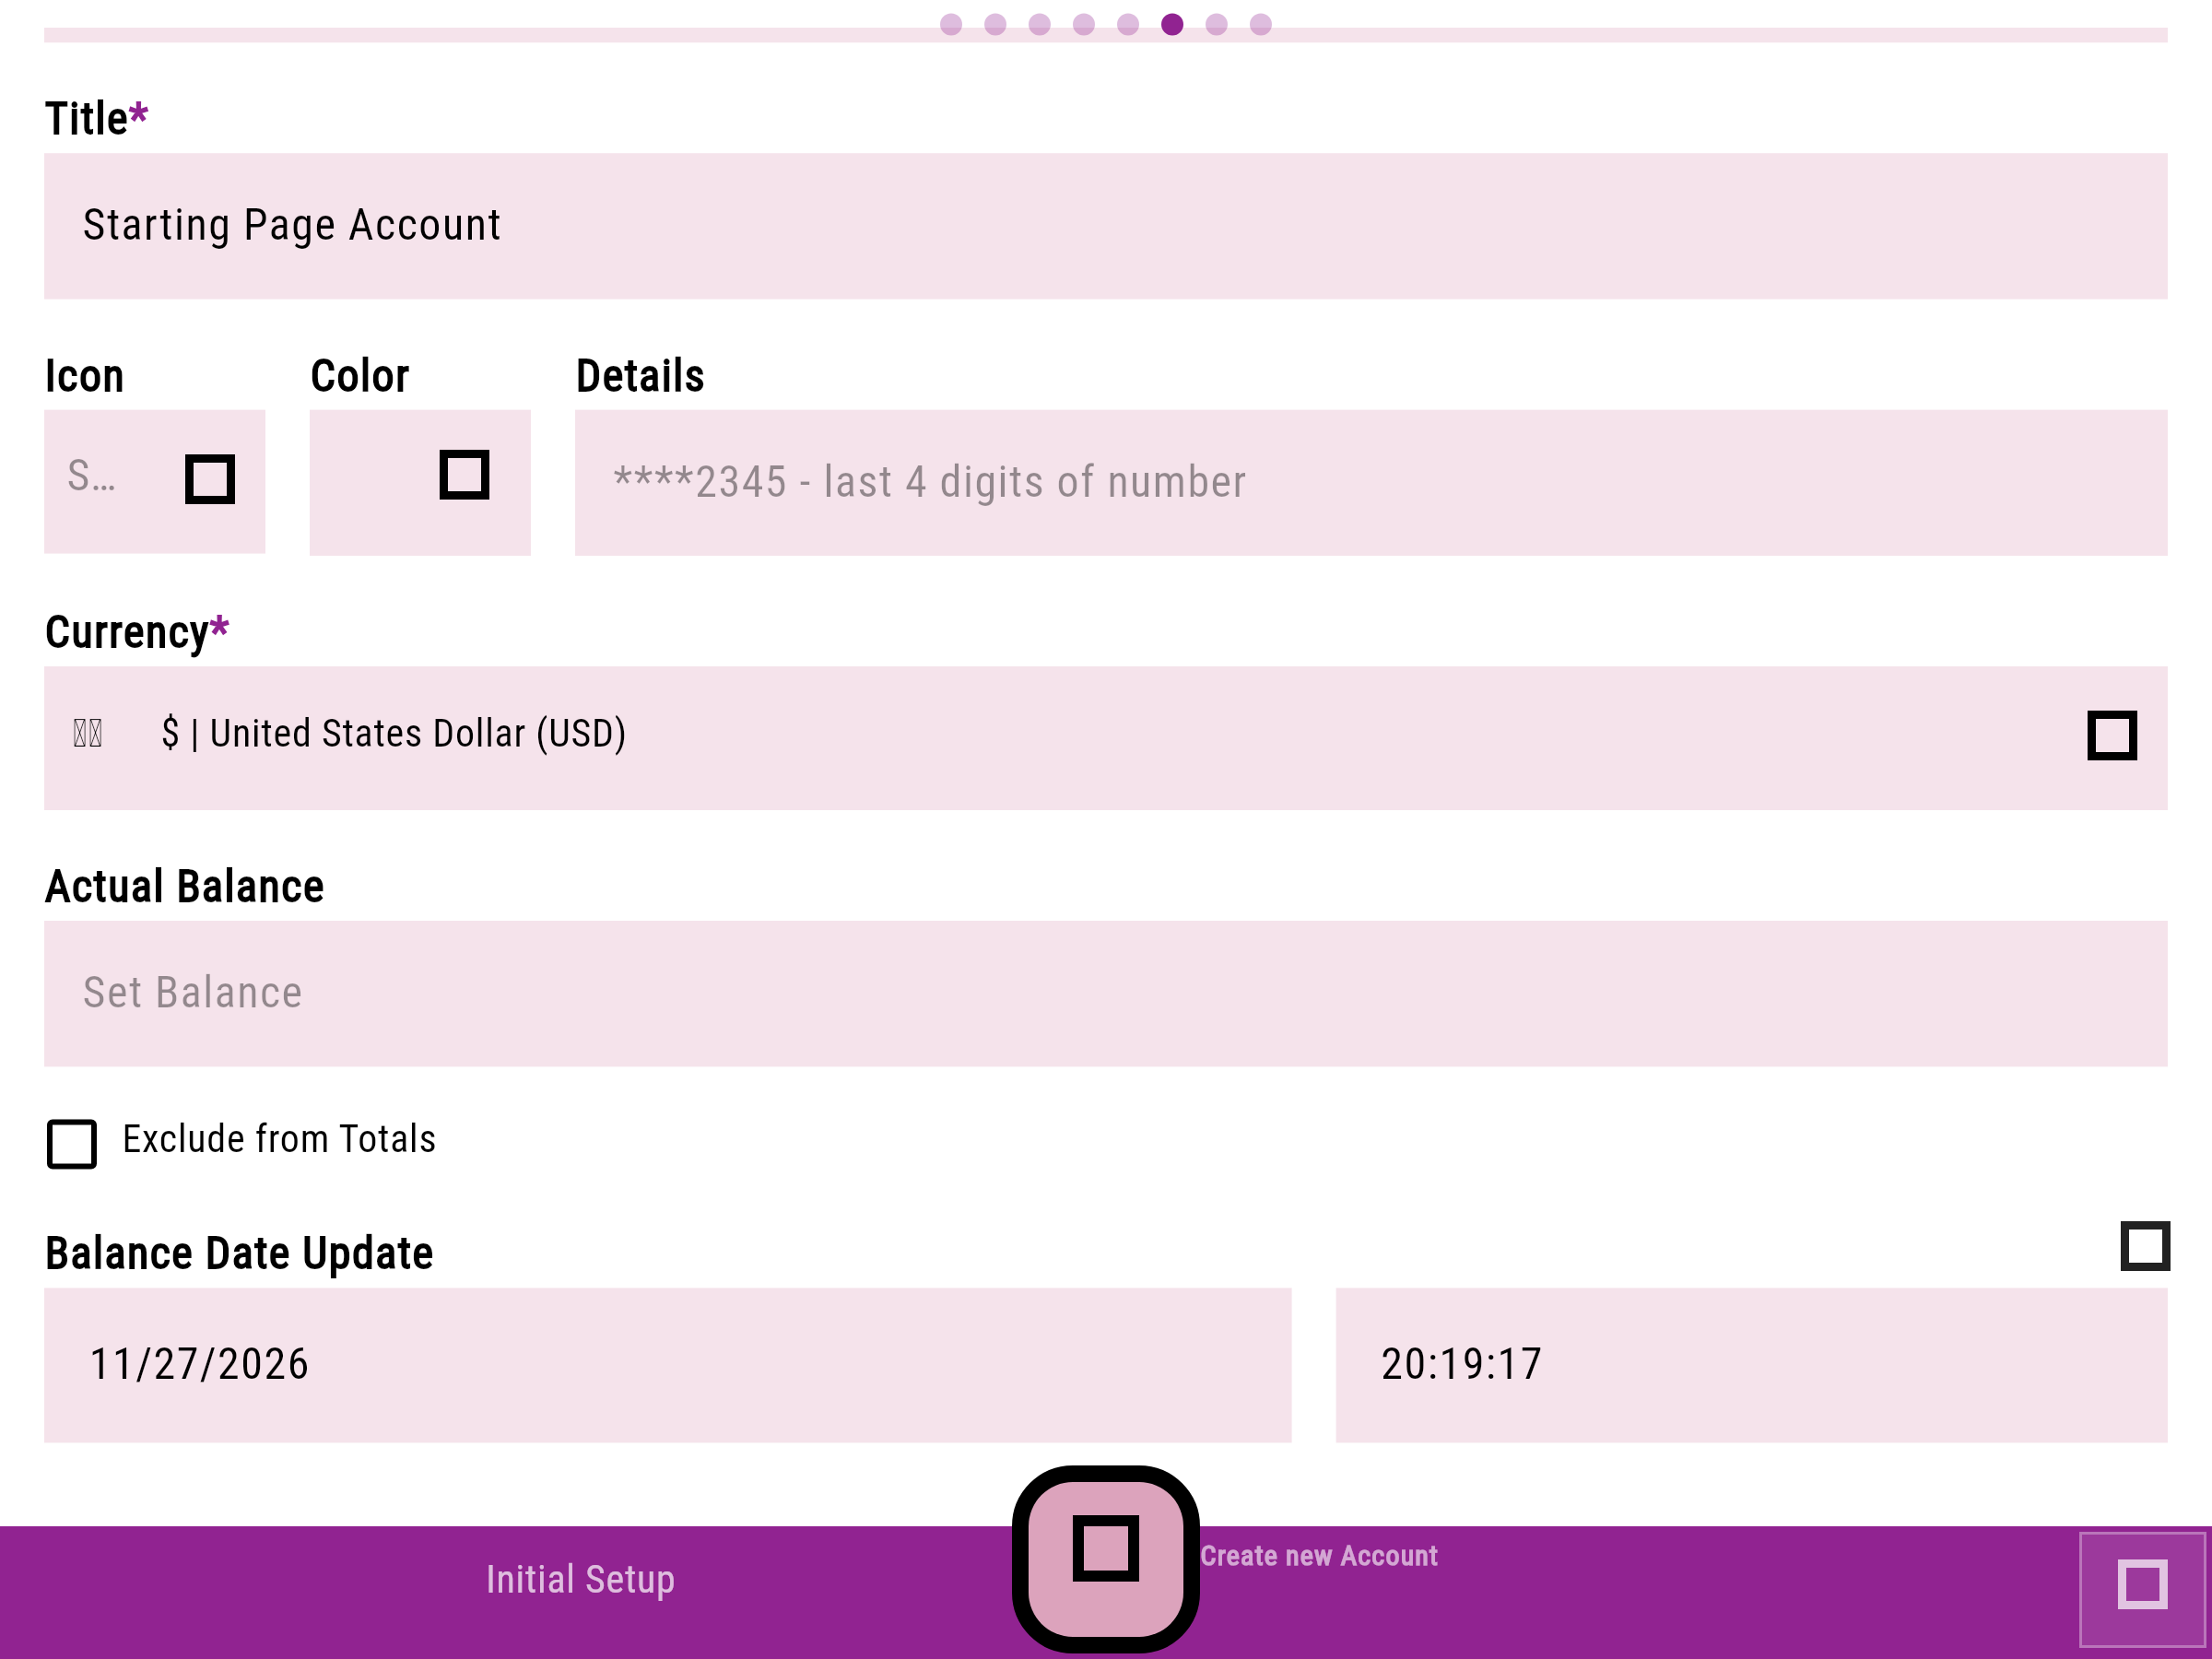 Title*
Starting Page Account
Icon Color Details
S… ****2345 - last 4 digits of number
Currency*
$ | United States Dollar (USD)
Actual Balance
Set Balance
Exclude from Totals
Balance Date Update
11/27/2026 20:19:17
Initial Setup Create new Account